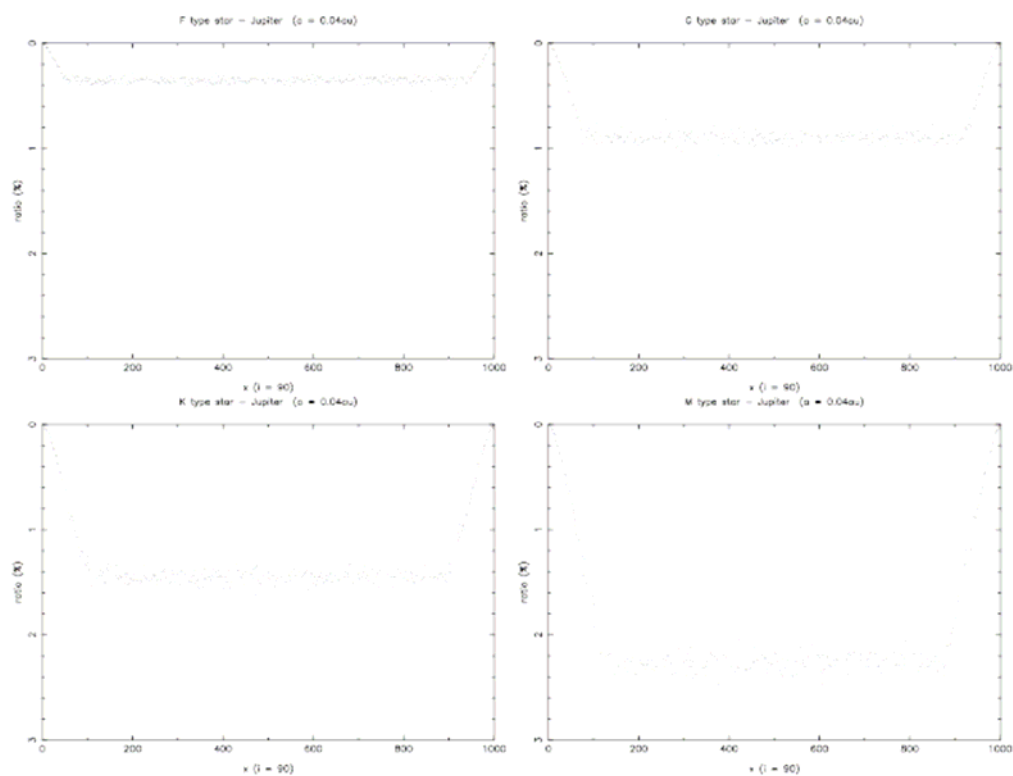 F type star - Jupiter (a = 0.04au)
0
1
2
3
ratio (%)
0 200 400 600 800 1000
x (i = 90)
G type star - Jupiter (a = 0.04au)
0
1
2
3
ratio (%)
0 200 400 600 800 1000
x (i = 90)
K type star - Jupiter (a = 0.04au)
0
1
2
3
ratio (%)
0 200 400 600 800 1000
x (i = 90)
M type star - Jupiter (a = 0.04au)
0
1
2
3
ratio (%)
0 200 400 600 800 1000
x (i = 90)